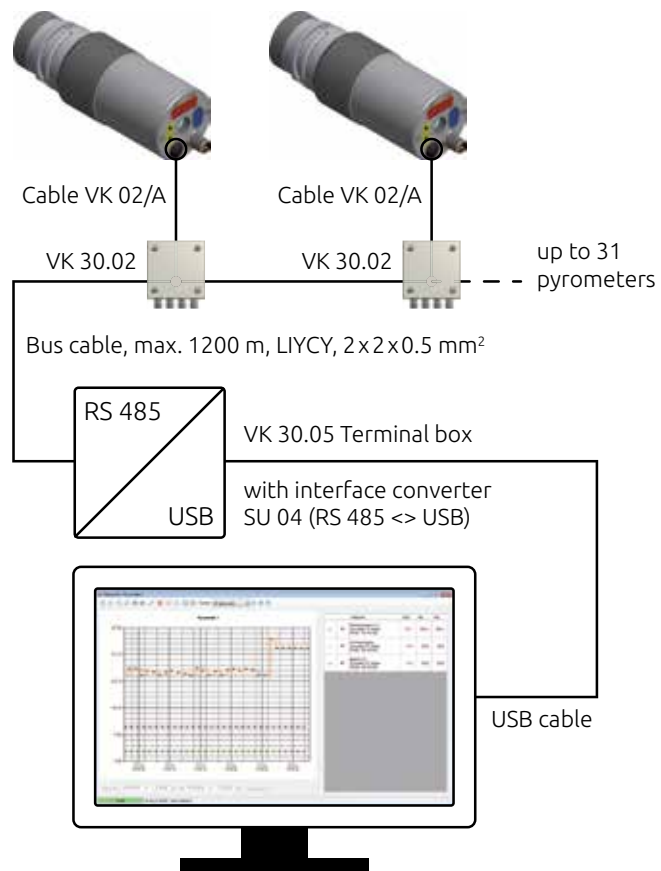 Cable VK 02/A
Cable VK 02/A
VK 30.02
VK 30.02
up to 31
pyrometers
Bus cable, max. 1200 m, LIYCY, 2 x 2 x 0.5 mm²
RS 485
USB
VK 30.05 Terminal box
with interface converter
SU 04 (RS 485 <> USB)
USB cable